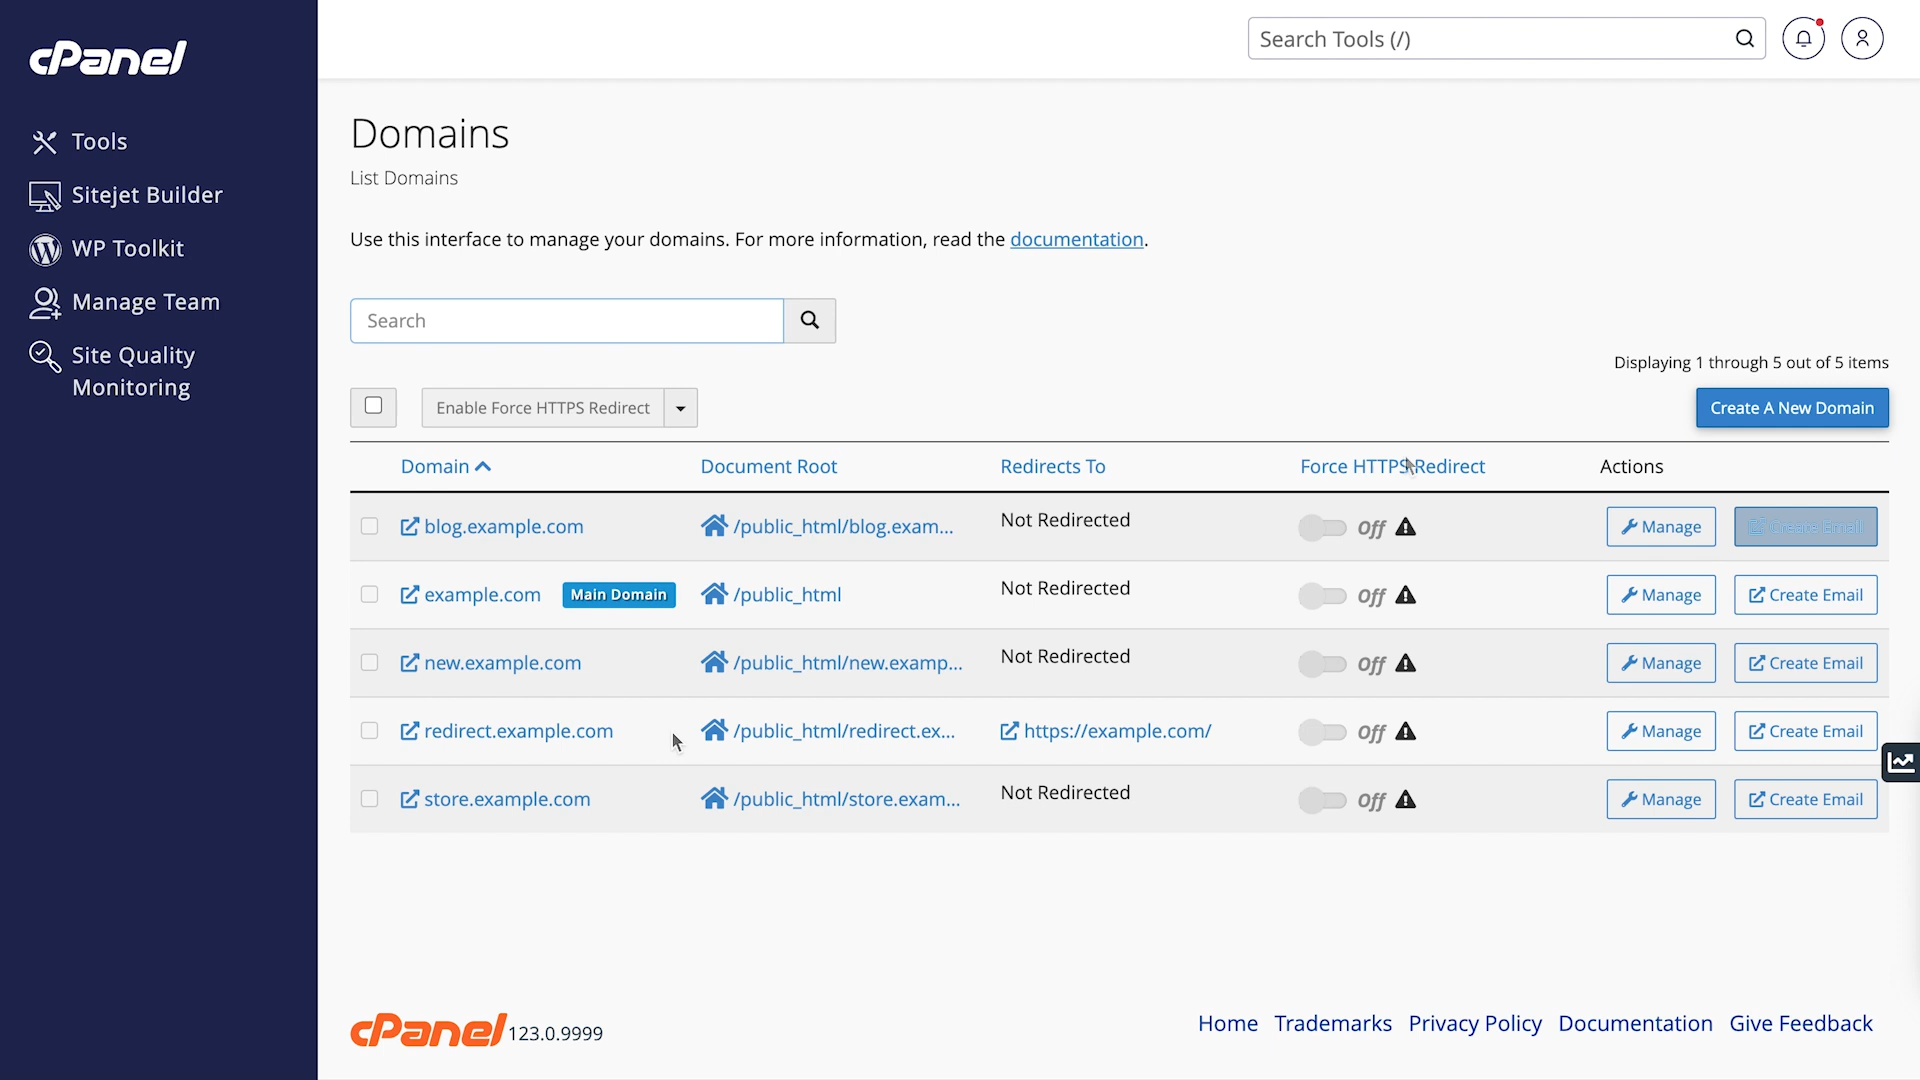 cPanel
Search Tools (/)
Tools
Sitejet Builder
WP Toolkit
Manage Team
Site Quality
Monitoring
Domains
List Domains
Use this interface to manage your domains. For more information, read the documentation.
Search
Displaying 1 through 5 out of 5 items
Enable Force HTTPS Redirect
Create A New Domain
Domain Document Root Redirects To Force HTTPS Redirect Actions
blog.example.com /public_html/blog.exam... Not Redirected Off Manage Create Email
example.com Main Domain /public_html Not Redirected Off Manage Create Email
new.example.com /public_html/new.examp... Not Redirected Off Manage Create Email
redirect.example.com /public_html/redirect.ex... https://example.com/ Off Manage Create Email
store.example.com /public_html/store.exam... Not Redirected Off Manage Create Email
cPanel 123.0.9999
Home Trademarks Privacy Policy Documentation Give Feedback